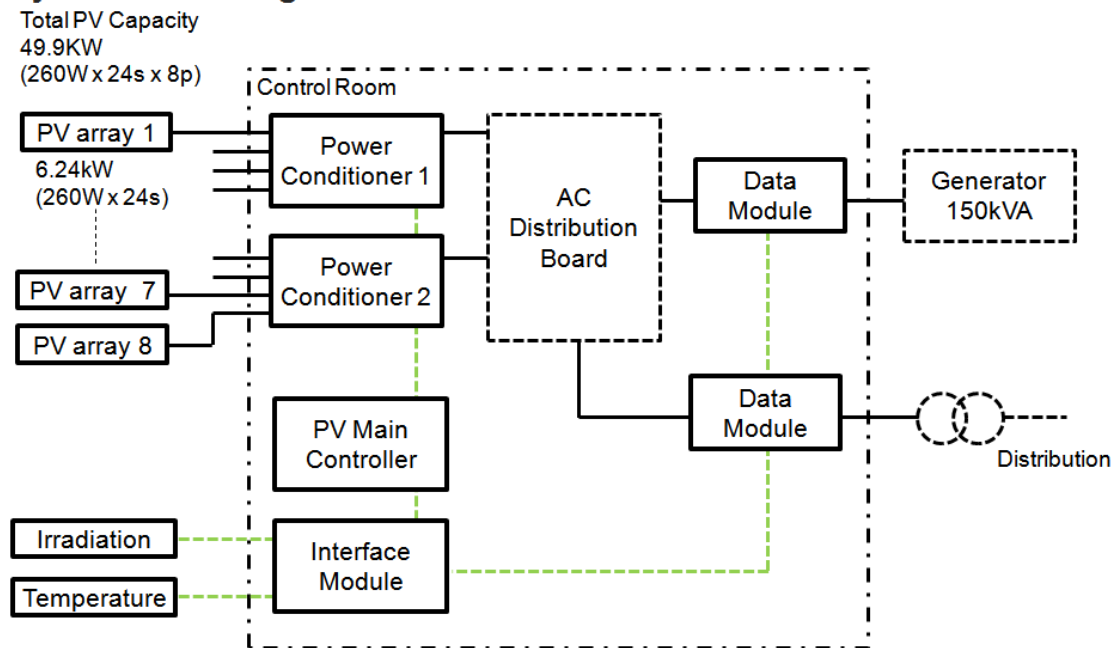 Total PV Capacity
49.9KW
(260W x 24s x 8p)
Control Room
PV array 1
6.24kW
(260W x 24s)
PV array 7
PV array 8
Power
Conditioner 1
Power
Conditioner 2
AC
Distribution
Board
Data
Module
Generator
150kVA
Data
Module
Distribution
PV Main
Controller
Interface
Module
Irradiation
Temperature